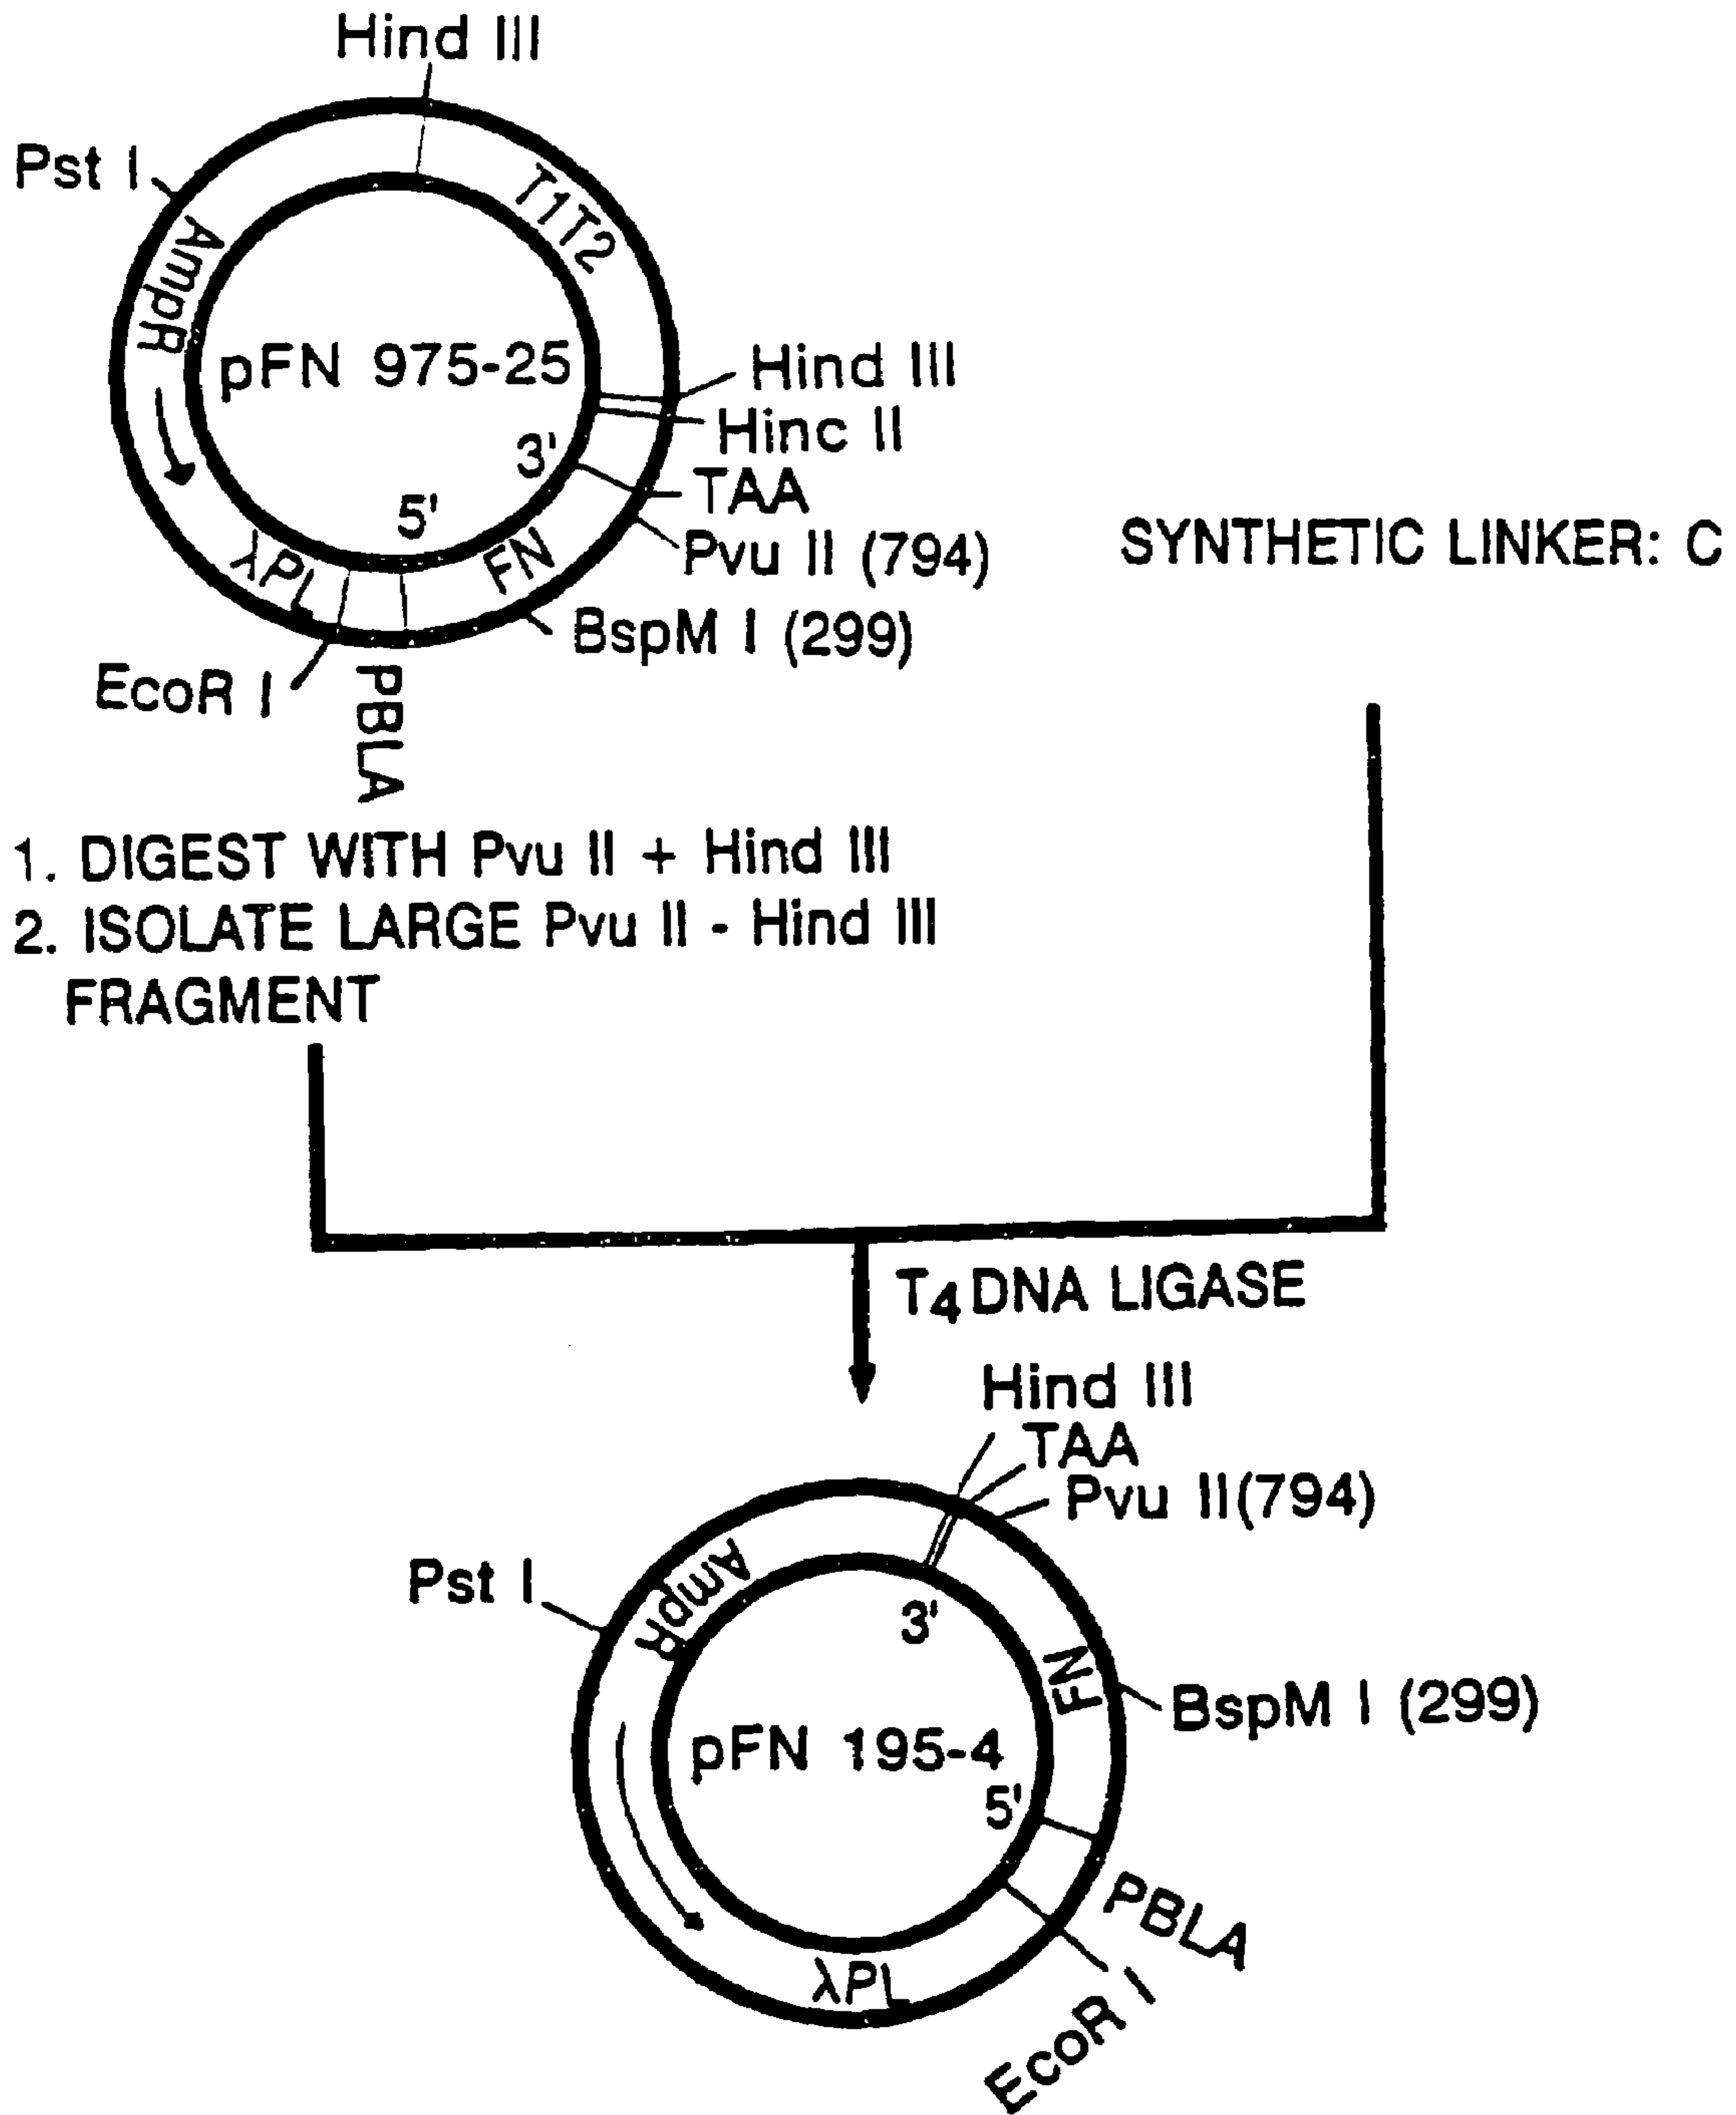 Hind III
Pst I
T1T2
AmpR
pFN 975-25
Hind III
Hinc II
3'
TAA
5'
Pvu II (794)
FN
λPL
BspM I (299)
EcoR I
PBLA
SYNTHETIC LINKER: C
1. DIGEST WITH Pvu II + Hind III
2. ISOLATE LARGE Pvu II - Hind III
FRAGMENT
T4 DNA LIGASE
Hind III
TAA
Pvu II(794)
Pst I
AmpR
3'
FN
BspM I (299)
pFN 195-4
5'
PBLA
λPL
EcoR I